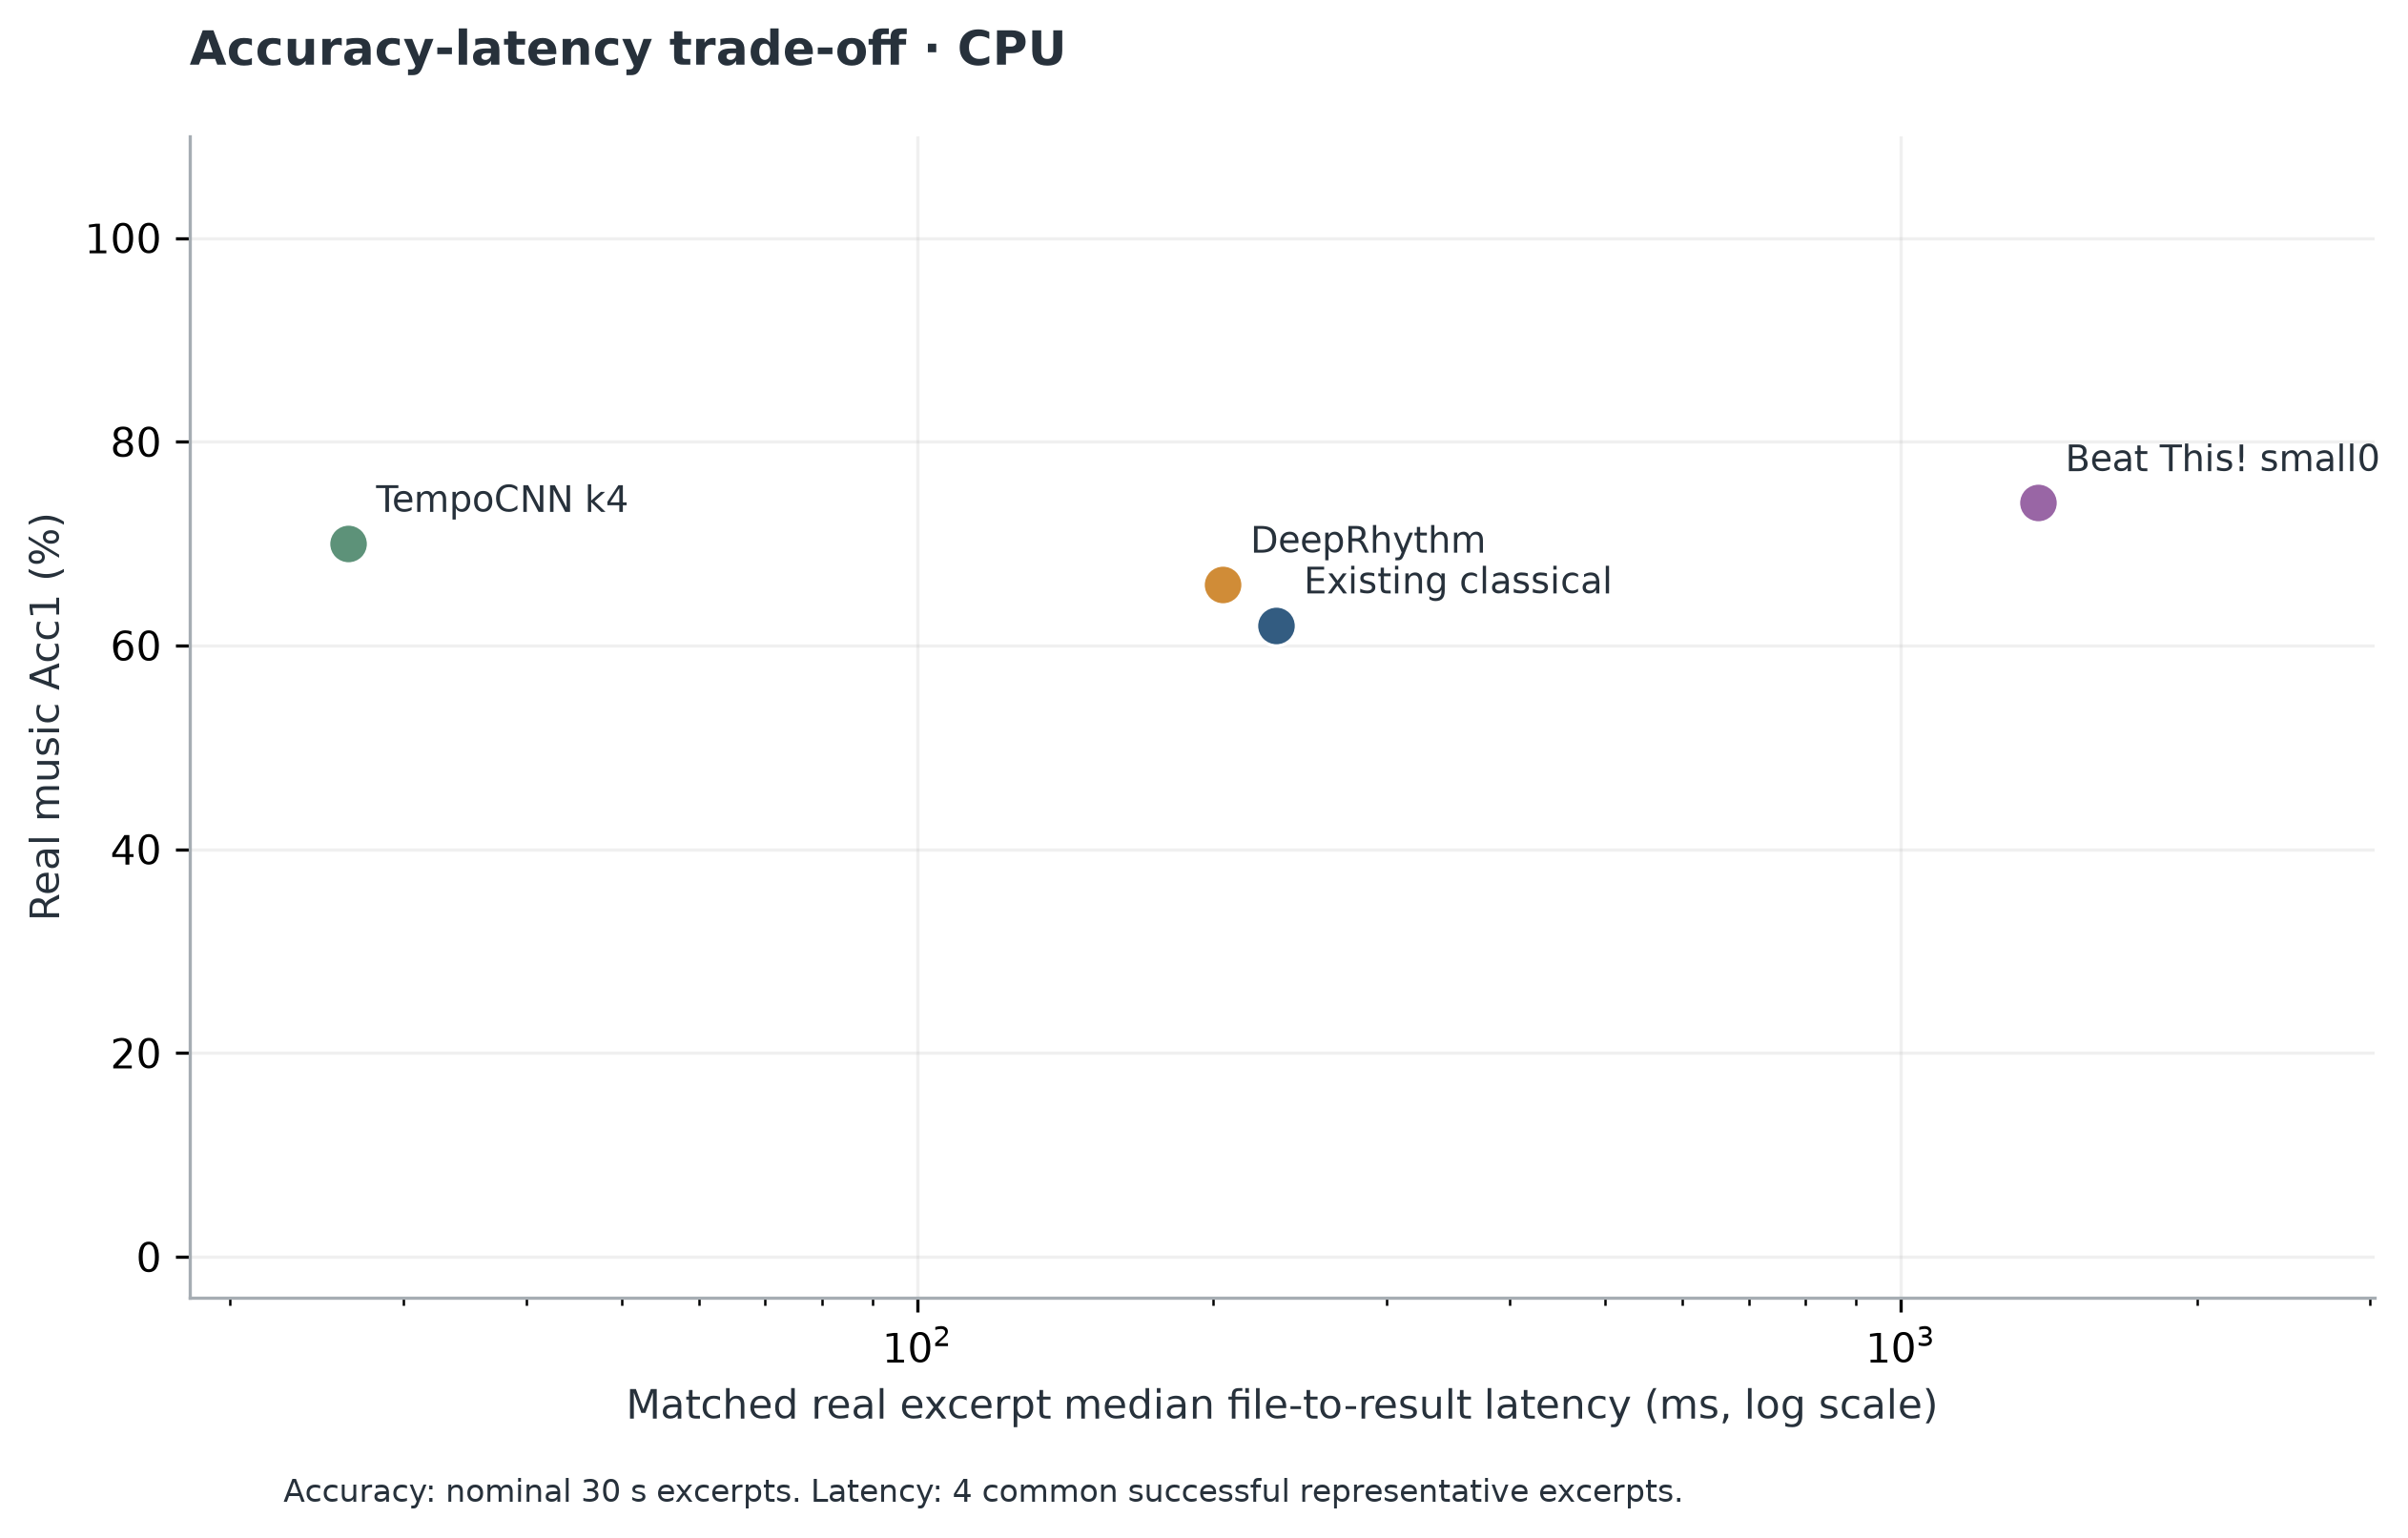 Accuracy-latency trade-off · CPU
100
80
60
40
20
0
Real music Acc1 (%)
TempoCNN k4
DeepRhythm
Existing classical
Beat This! small0
10²
10³
Matched real excerpt median file-to-result latency (ms, log scale)
Accuracy: nominal 30 s excerpts. Latency: 4 common successful representative excerpts.